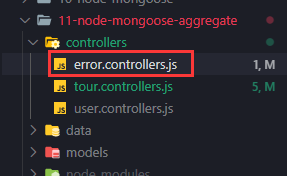 10-node-mongoose
11-node-mongoose-aggregate
controllers
JS error.controllers.js 1, M
JS tour.controllers.js 5, M
JS user.controllers.js
data
models
node_modules